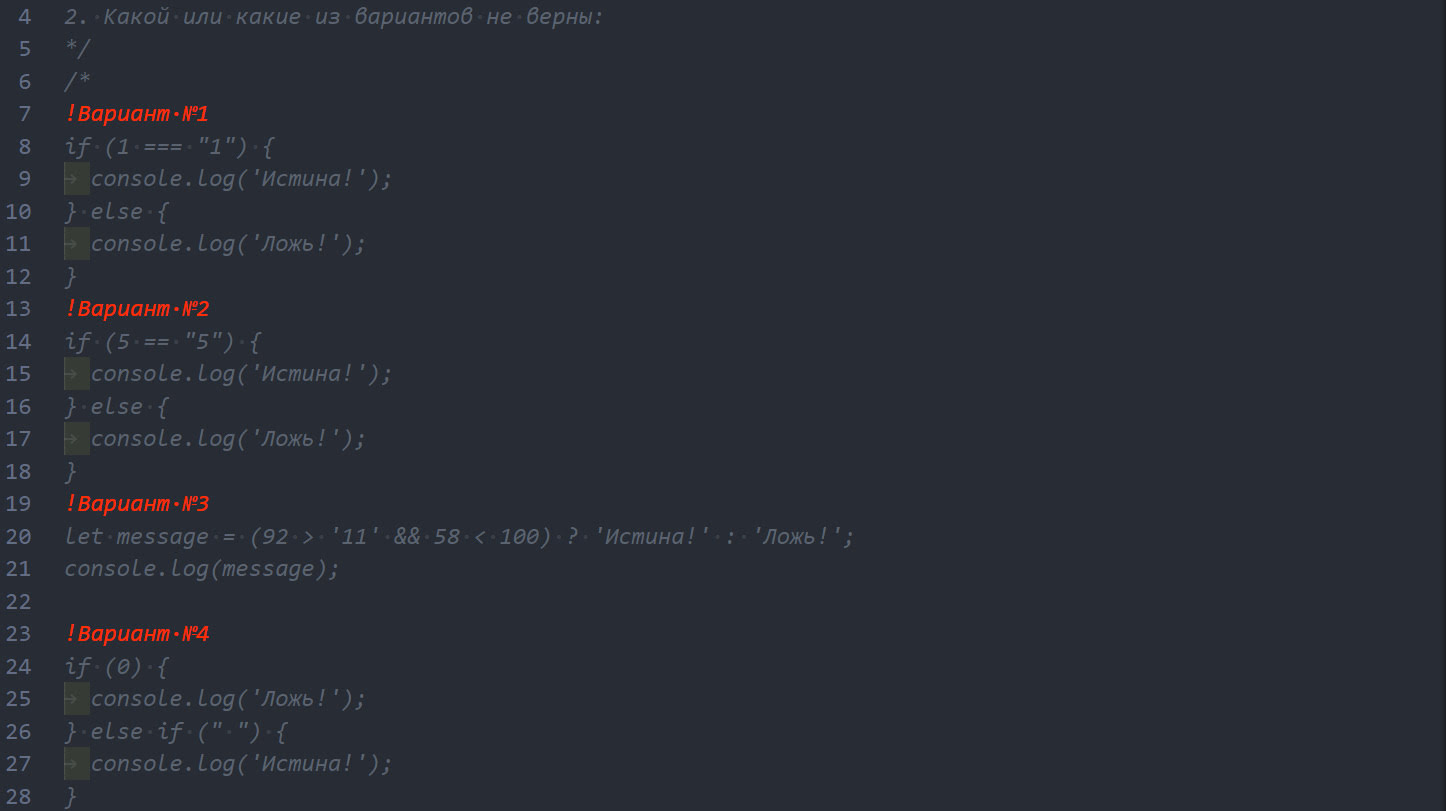 4 2. Какой или какие из вариантов не верны:
5 */
6 /*
7 !Вариант №1
8 if (1 === "1") {
9 console.log('Истина!');
10 } else {
11 console.log('Ложь!');
12 }
13 !Вариант №2
14 if (5 == "5") {
15 console.log('Истина!');
16 } else {
17 console.log('Ложь!');
18 }
19 !Вариант №3
20 let message = (92 > '11' && 58 < 100) ? 'Истина!' : 'Ложь!';
21 console.log(message);
22
23 !Вариант №4
24 if (0) {
25 console.log('Ложь!');
26 } else if (" ") {
27 console.log('Истина!');
28 }